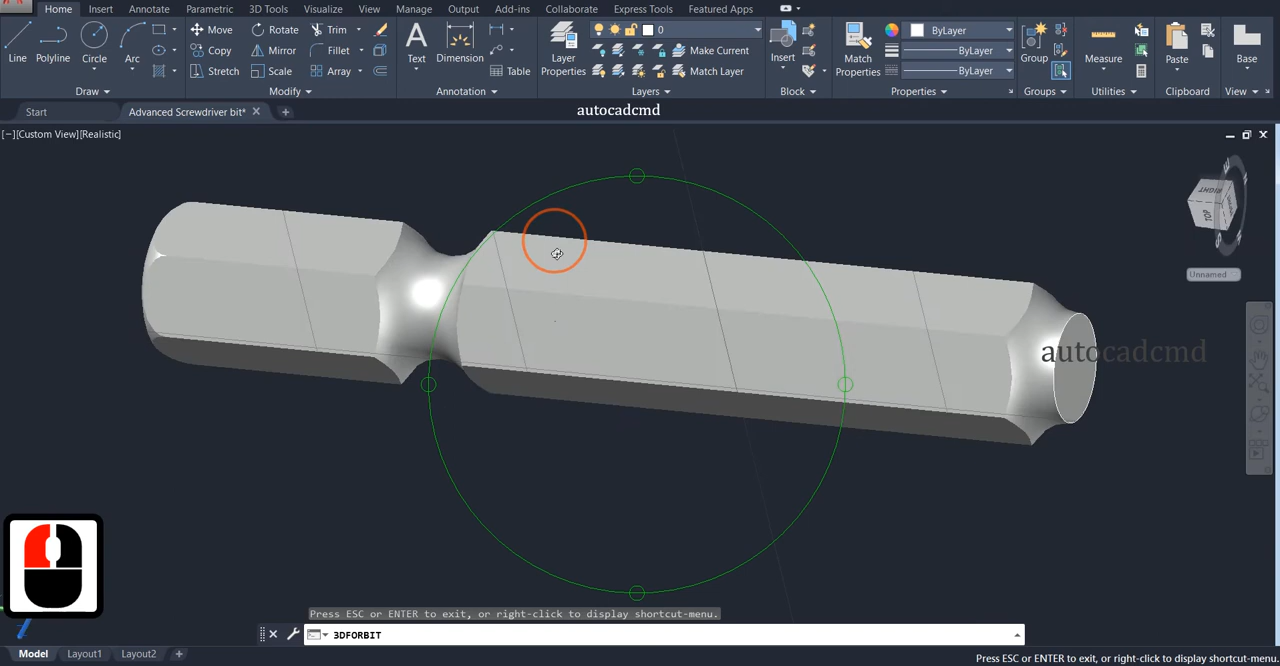 Home Insert Annotate Parametric 3D Tools Visualize View Manage Output Add-ins Collaborate Express Tools Featured Apps
Line Polyline Circle Arc
Move Rotate Trim
Copy Mirror Fillet
Stretch Scale Array
Text Dimension Table
Layer Properties
0
Make Current
Match Layer
Insert
Match Properties
ByLayer
ByLayer
ByLayer
Group Measure Paste Base
Draw Modify Annotation Layers Block Properties Groups Utilities Clipboard View
Start Advanced Screwdriver bit*
autocadcmd
[−][Custom View][Realistic]
RIGHT
TOP
S
Unnamed
autocadcmd
Press ESC or ENTER to exit, or right-click to display shortcut-menu.
3DFORBIT
Model Layout1 Layout2
Press ESC or ENTER to exit, or right-click to display shortcut-menu.